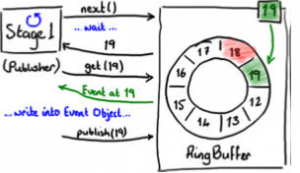 next()
19
... wait ...
Stage 1
19
(Publisher)
get(19)
Event at 19
...write into Event Object...
publish(19)
17
18
16
19
15
12
14
13
RingBuffer